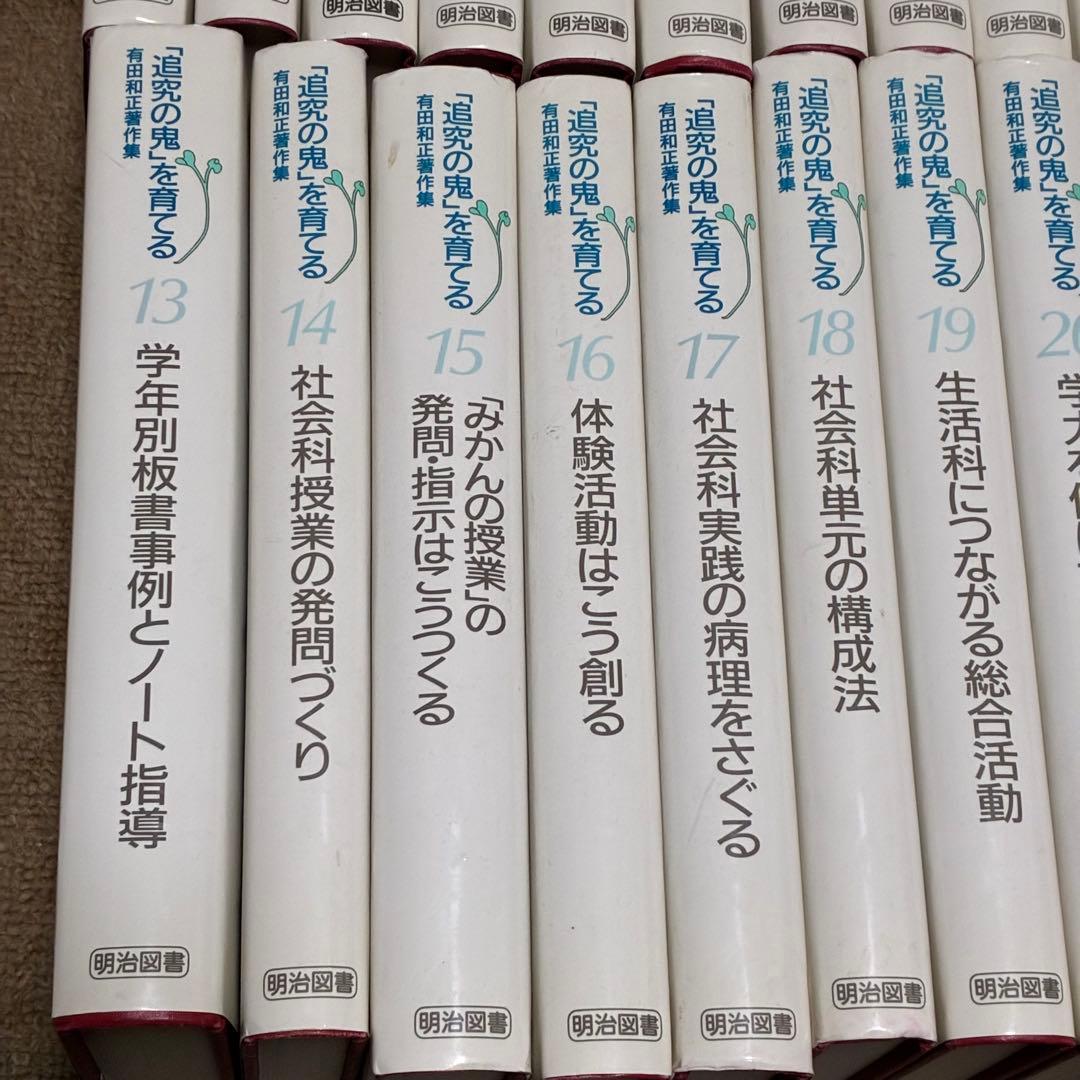 明治図書
明治図書
明治図書
明治図書
明治図書
明治図書
明治図書
「追究の鬼」を育てる
有田和正著作集
13
学年別板書事例とノート指導
明治図書
「追究の鬼」を育てる
有田和正著作集
14
社会科授業の発問づくり
明治図書
「追究の鬼」を育てる
有田和正著作集
15
「みかんの授業」の
発問・指示はこうつくる
明治図書
「追究の鬼」を育てる
有田和正著作集
16
体験活動はこう創る
明治図書
「追究の鬼」を育てる
有田和正著作集
17
社会科実践の病理をさぐる
明治図書
「追究の鬼」を育てる
有田和正著作集
18
社会科単元の構成法
明治図書
「追究の鬼」を育てる
有田和正著作集
19
生活科につながる総合活動
明治図書
「追究の鬼」を育てる
有田和正著作集
20